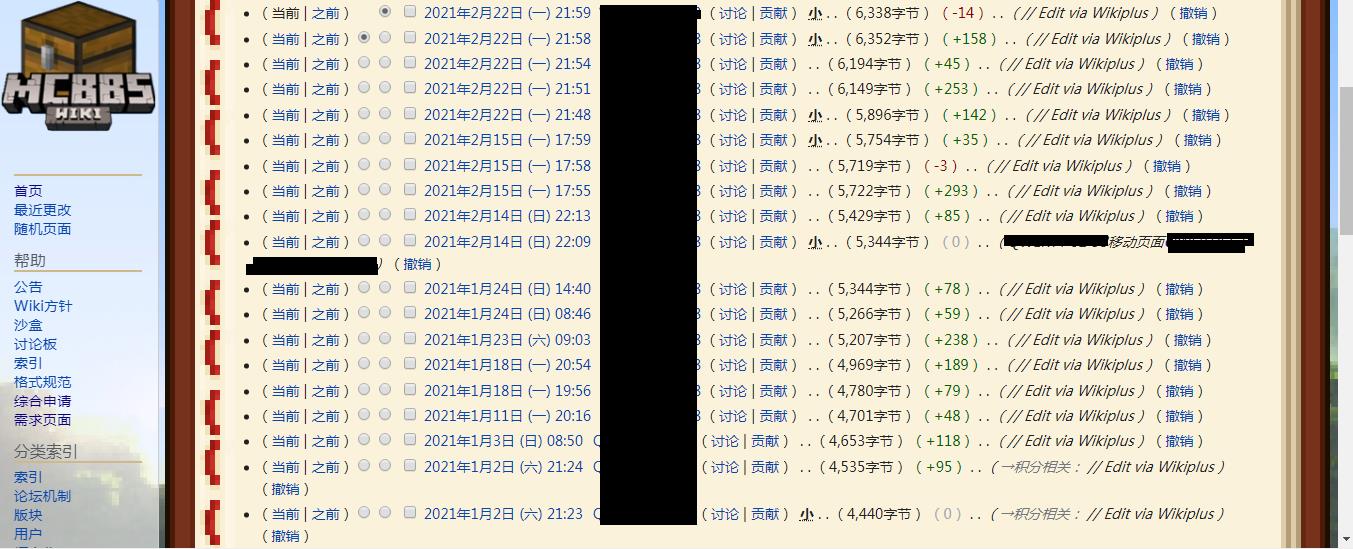 MCBBS
WIKI
首页
最近更改
随机页面
帮助
公告
Wiki方针
沙盒
讨论板
索引
格式规范
综合申请
需求页面
分类索引
索引
论坛机制
版块
用户
(当前 | 之前) 2021年2月22日 (一) 21:59 (讨论 | 贡献) 小 . . (6,338字节) (-14) . . (// Edit via Wikiplus) (撤销)
(当前 | 之前) 2021年2月22日 (一) 21:58 (讨论 | 贡献) 小 . . (6,352字节) (+158) . . (// Edit via Wikiplus) (撤销)
(当前 | 之前) 2021年2月22日 (一) 21:54 (讨论 | 贡献) . . (6,194字节) (+45) . . (// Edit via Wikiplus) (撤销)
(当前 | 之前) 2021年2月22日 (一) 21:51 (讨论 | 贡献) . . (6,149字节) (+253) . . (// Edit via Wikiplus) (撤销)
(当前 | 之前) 2021年2月22日 (一) 21:48 (讨论 | 贡献) 小 . . (5,896字节) (+142) . . (// Edit via Wikiplus) (撤销)
(当前 | 之前) 2021年2月15日 (一) 17:59 (讨论 | 贡献) 小 . . (5,754字节) (+35) . . (// Edit via Wikiplus) (撤销)
(当前 | 之前) 2021年2月15日 (一) 17:58 (讨论 | 贡献) . . (5,719字节) (-3) . . (// Edit via Wikiplus) (撤销)
(当前 | 之前) 2021年2月15日 (一) 17:55 (讨论 | 贡献) . . (5,722字节) (+293) . . (// Edit via Wikiplus) (撤销)
(当前 | 之前) 2021年2月14日 (日) 22:13 (讨论 | 贡献) . . (5,429字节) (+85) . . (// Edit via Wikiplus) (撤销)
(当前 | 之前) 2021年2月14日 (日) 22:09 (讨论 | 贡献) 小 . . (5,344字节) (0) . . (移动页面
) (撤销)
(当前 | 之前) 2021年1月24日 (日) 14:40 (讨论 | 贡献) . . (5,344字节) (+78) . . (// Edit via Wikiplus) (撤销)
(当前 | 之前) 2021年1月24日 (日) 08:46 (讨论 | 贡献) . . (5,266字节) (+59) . . (// Edit via Wikiplus) (撤销)
(当前 | 之前) 2021年1月23日 (六) 09:03 (讨论 | 贡献) . . (5,207字节) (+238) . . (// Edit via Wikiplus) (撤销)
(当前 | 之前) 2021年1月18日 (一) 20:54 (讨论 | 贡献) . . (4,969字节) (+189) . . (// Edit via Wikiplus) (撤销)
(当前 | 之前) 2021年1月18日 (一) 19:56 (讨论 | 贡献) . . (4,780字节) (+79) . . (// Edit via Wikiplus) (撤销)
(当前 | 之前) 2021年1月11日 (一) 20:16 (讨论 | 贡献) . . (4,701字节) (+48) . . (// Edit via Wikiplus) (撤销)
(当前 | 之前) 2021年1月3日 (日) 08:50 (讨论 | 贡献) . . (4,653字节) (+118) . . (// Edit via Wikiplus) (撤销)
(当前 | 之前) 2021年1月2日 (六) 21:24 (讨论 | 贡献) . . (4,535字节) (+95) . . (→积分相关: // Edit via Wikiplus)
(撤销)
(当前 | 之前) 2021年1月2日 (六) 21:23 (讨论 | 贡献) 小 . . (4,440字节) (0) . . (→积分相关: // Edit via Wikiplus)
(撤销)